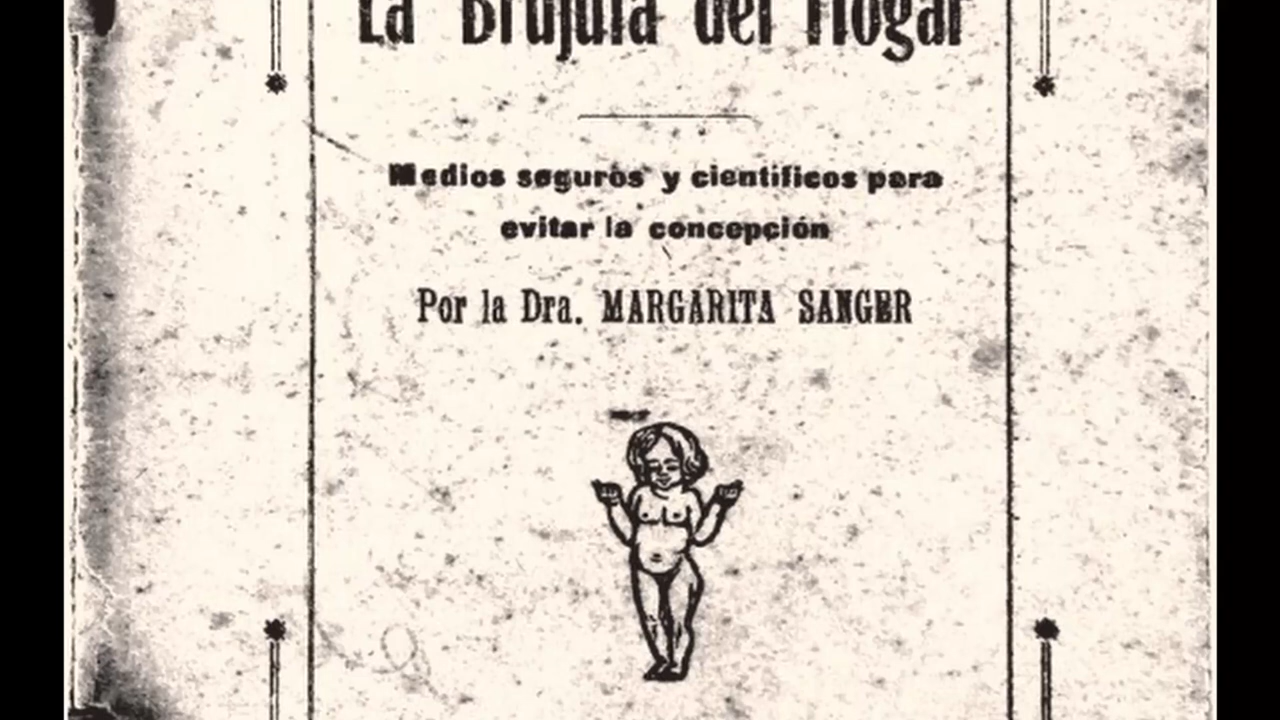 La Brújula del Hogar
Medios seguros y cientificos para
evitar la concepción
Por la Dra. MARGARITA SANGER